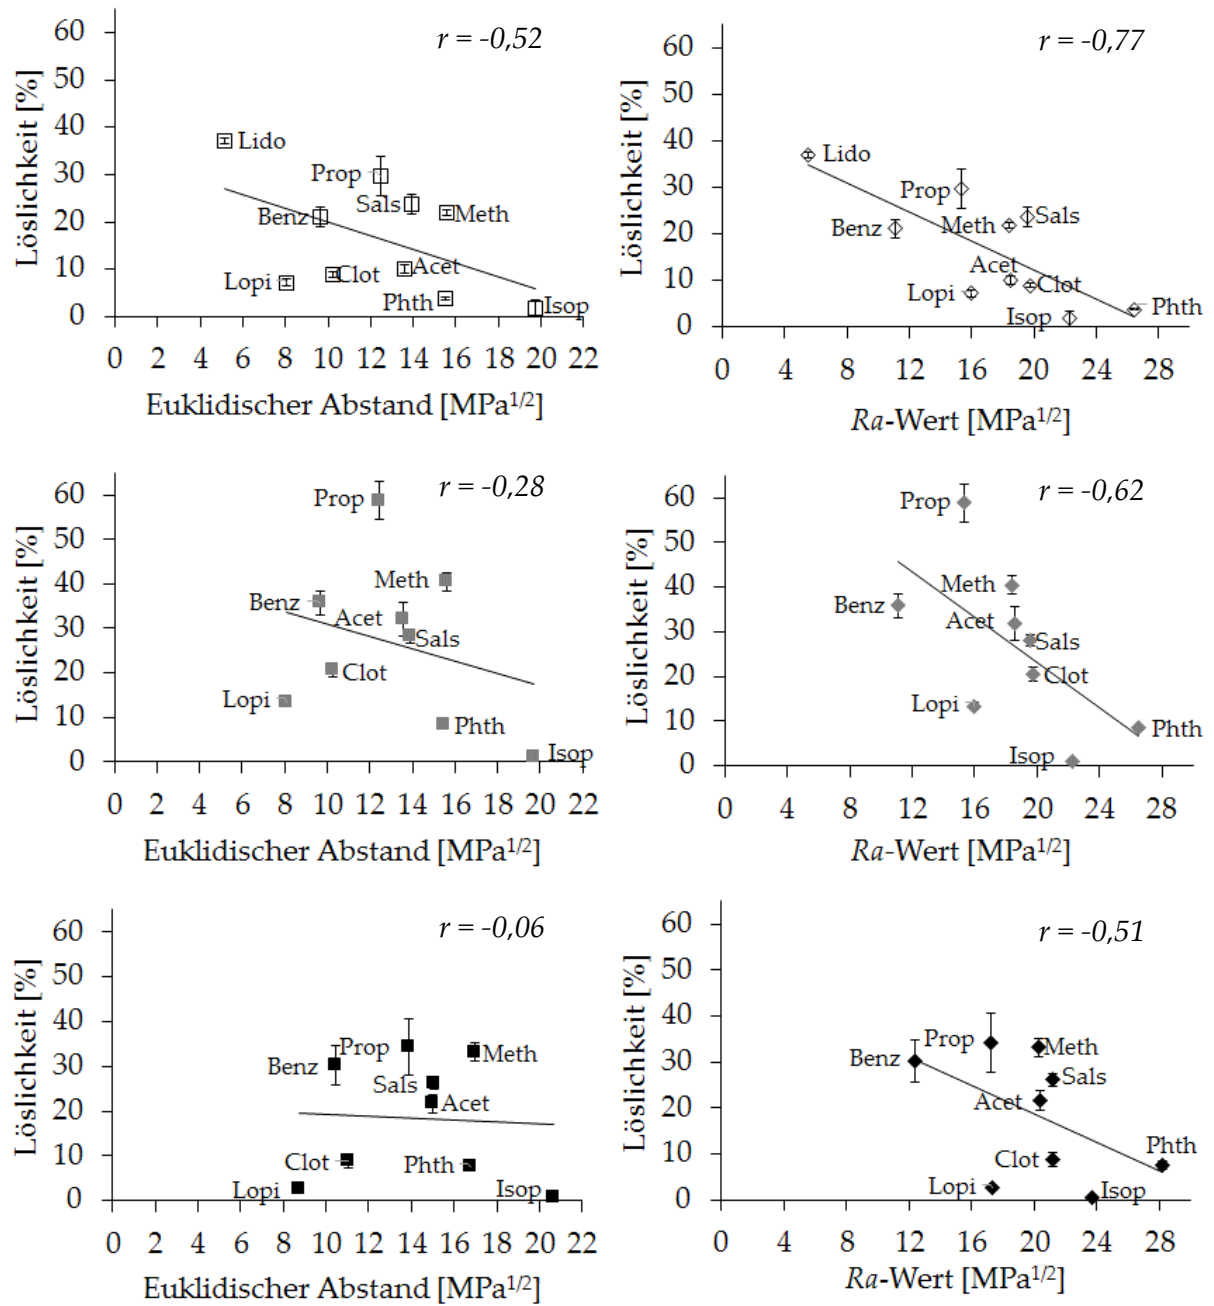 r = -0,52
Löslichkeit [%]
60
50
40
30
20
10
0
Lido
Prop
Sals
Meth
Benz
Acet
Clot
Lopi
Phth
Isop
0 2 4 6 8 10 12 14 16 18 20 22
Euklidischer Abstand [MPa1/2]
r = -0,77
Löslichkeit [%]
60
50
40
30
20
10
0
Lido
Prop
Sals
Meth
Benz
Acet
Clot
Lopi
Phth
Isop
0 4 8 12 16 20 24 28
Ra-Wert [MPa1/2]
r = -0,28
Löslichkeit [%]
60
50
40
30
20
10
0
Prop
Meth
Benz
Acet
Sals
Clot
Lopi
Phth
Isop
0 2 4 6 8 10 12 14 16 18 20 22
Euklidischer Abstand [MPa1/2]
r = -0,62
Löslichkeit [%]
60
50
40
30
20
10
0
Prop
Meth
Benz
Acet
Sals
Clot
Lopi
Phth
Isop
0 4 8 12 16 20 24 28
Ra-Wert [MPa1/2]
r = -0,06
Löslichkeit [%]
60
50
40
30
20
10
0
Prop
Meth
Benz
Sals
Acet
Clot
Phth
Lopi
Isop
0 2 4 6 8 10 12 14 16 18 20 22
Euklidischer Abstand [MPa1/2]
r = -0,51
Löslichkeit [%]
60
50
40
30
20
10
0
Prop
Meth
Benz
Sals
Acet
Phth
Clot
Lopi
Isop
0 4 8 12 16 20 24 28
Ra-Wert [MPa1/2]